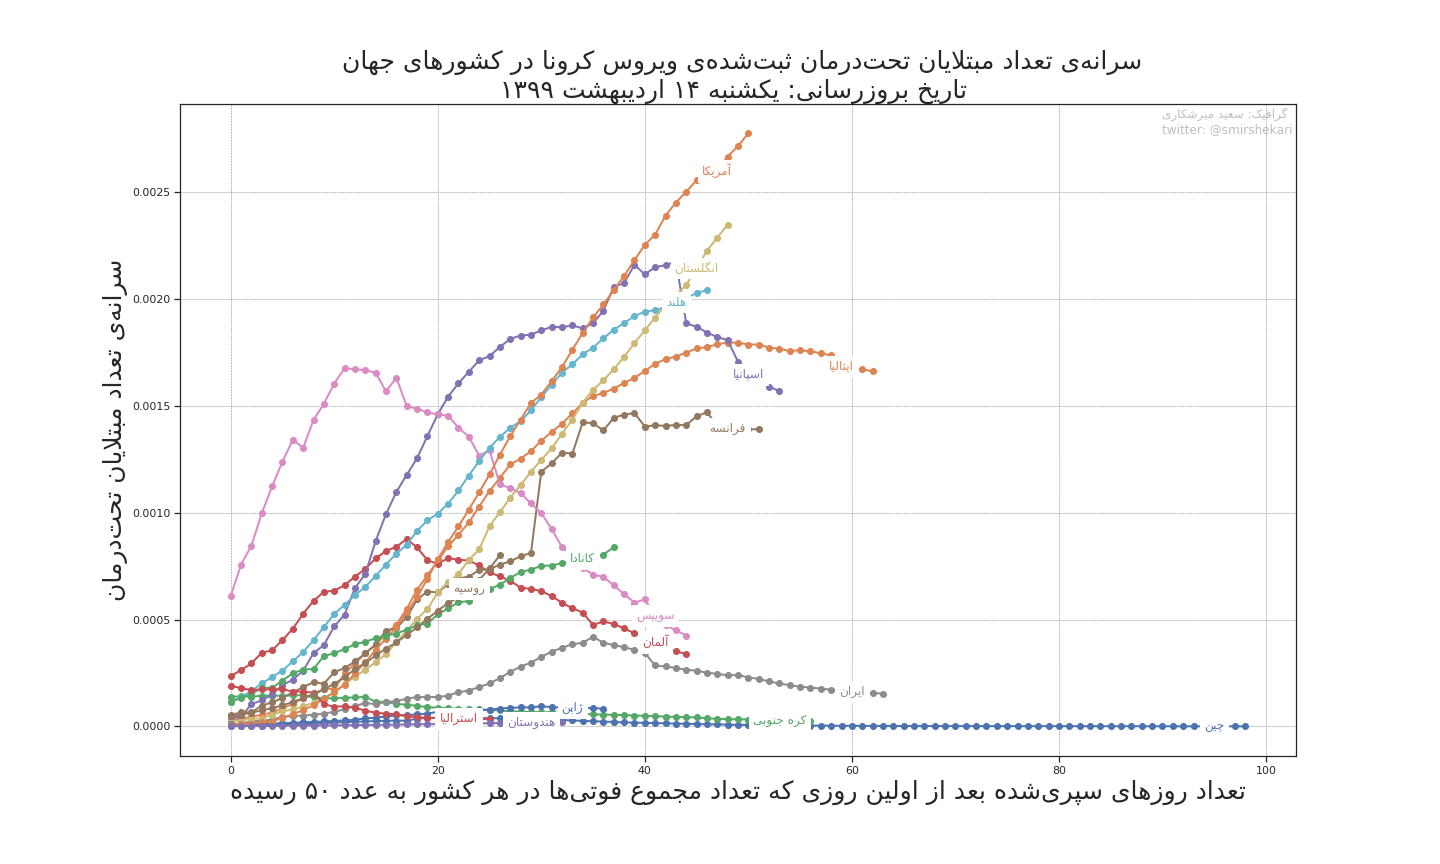 سرانه‌ی تعداد مبتلایان تحت‌درمان ثبت‌شده‌ی ویروس کرونا در کشورهای جهان
تاریخ بروزرسانی: یکشنبه ۱۴ اردیبهشت ۱۳۹۹
گرافیک: سعید میرشکاری
twitter: @smirshekari
سرانه‌ی تعداد مبتلایان تحت‌درمان
0.0025
0.0020
0.0015
0.0010
0.0005
0.0000
آمریکا
انگلستان
هلند
ایتالیا
اسپانیا
فرانسه
کانادا
روسیه
سوییس
آلمان
ایران
ژاپن
استرالیا
هندوستان
کره جنوبی
چین
0
20
40
60
80
100
تعداد روزهای سپری‌شده بعد از اولین روزی که تعداد مجموع فوتی‌ها در هر کشور به عدد ۵۰ رسیده